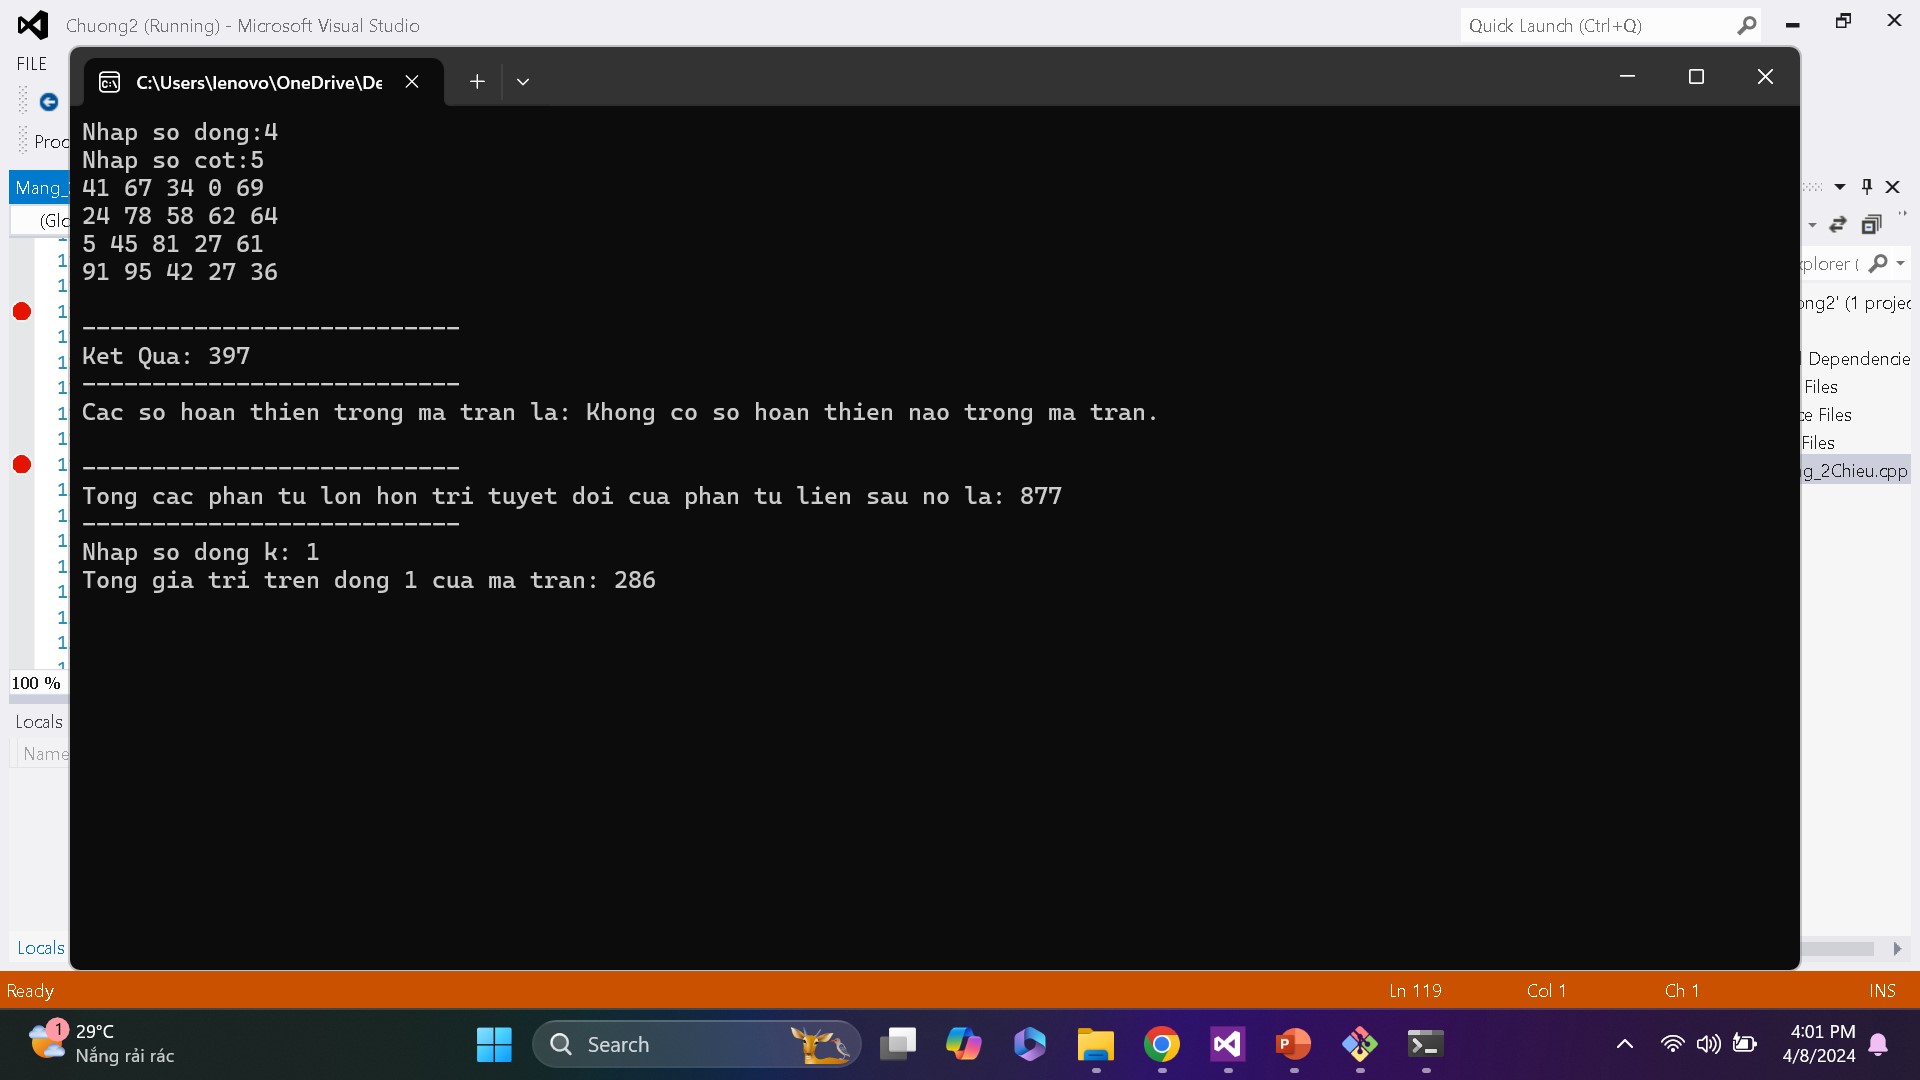 Chuong2 (Running) - Microsoft Visual Studio
Quick Launch (Ctrl+Q)
FILE
C:\Users\lenovo\OneDrive\De
Nhap so dong:4
Nhap so cot:5
41 67 34 0 69
24 78 58 62 64
5 45 81 27 61
91 95 42 27 36
---------------------------
Ket Qua: 397
---------------------------
Cac so hoan thien trong ma tran la: Khong co so hoan thien nao trong ma tran.
---------------------------
Tong cac phan tu lon hon tri tuyet doi cua phan tu lien sau no la: 877
---------------------------
Nhap so dong k: 1
Tong gia tri tren dong 1 cua ma tran: 286
Proc
Mang_
(Glo
xplorer (
ong2' (1 projec
l Dependencie
Files
ce Files
Files
ng_2Chieu.cpp
100 %
Locals
Name
Locals
Ready
Ln 119
Col 1
Ch 1
INS
1
29°C
Nắng rải rác
Search
4:01 PM
4/8/2024